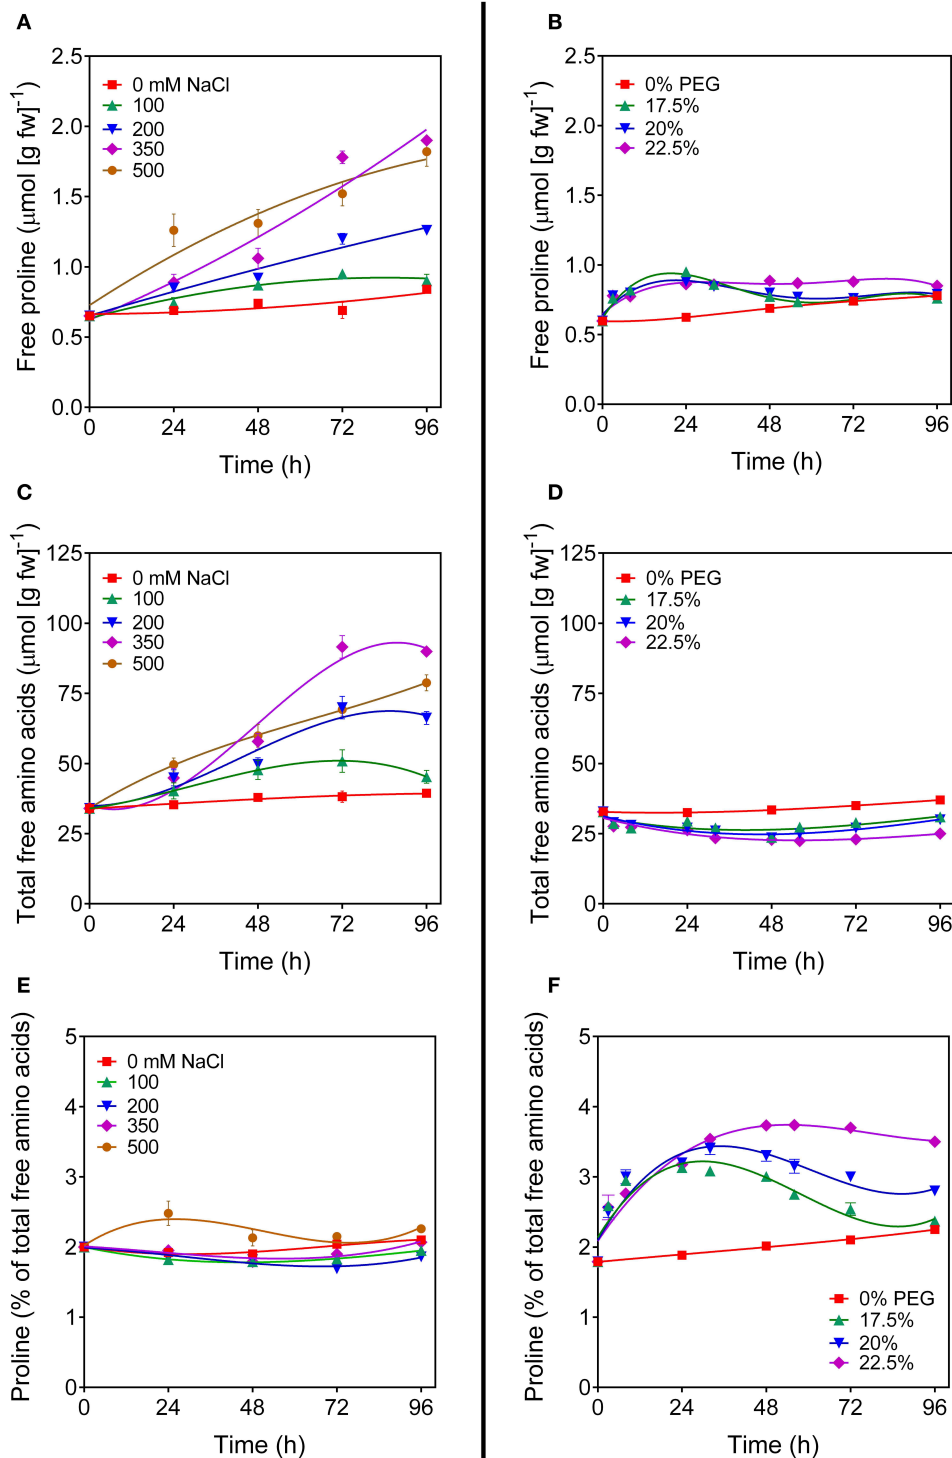 A
Free proline (μmol [g fw]⁻¹)
2.5
2.0
1.5
1.0
0.5
0.0
0 mM NaCl
100
200
350
500
0 24 48 72 96
Time (h)
B
Free proline (μmol [g fw]⁻¹)
2.5
2.0
1.5
1.0
0.5
0.0
0% PEG
17.5%
20%
22.5%
0 24 48 72 96
Time (h)
C
Total free amino acids (μmol [g fw]⁻¹)
125
100
75
50
25
0
0 mM NaCl
100
200
350
500
0 24 48 72 96
Time (h)
D
Total free amino acids (μmol [g fw]⁻¹)
125
100
75
50
25
0
0% PEG
17.5%
20%
22.5%
0 24 48 72 96
Time (h)
E
Proline (% of total free amino acids)
5
4
3
2
1
0
0 mM NaCl
100
200
350
500
0 24 48 72 96
Time (h)
F
Proline (% of total free amino acids)
5
4
3
2
1
0
0% PEG
17.5%
20%
22.5%
0 24 48 72 96
Time (h)